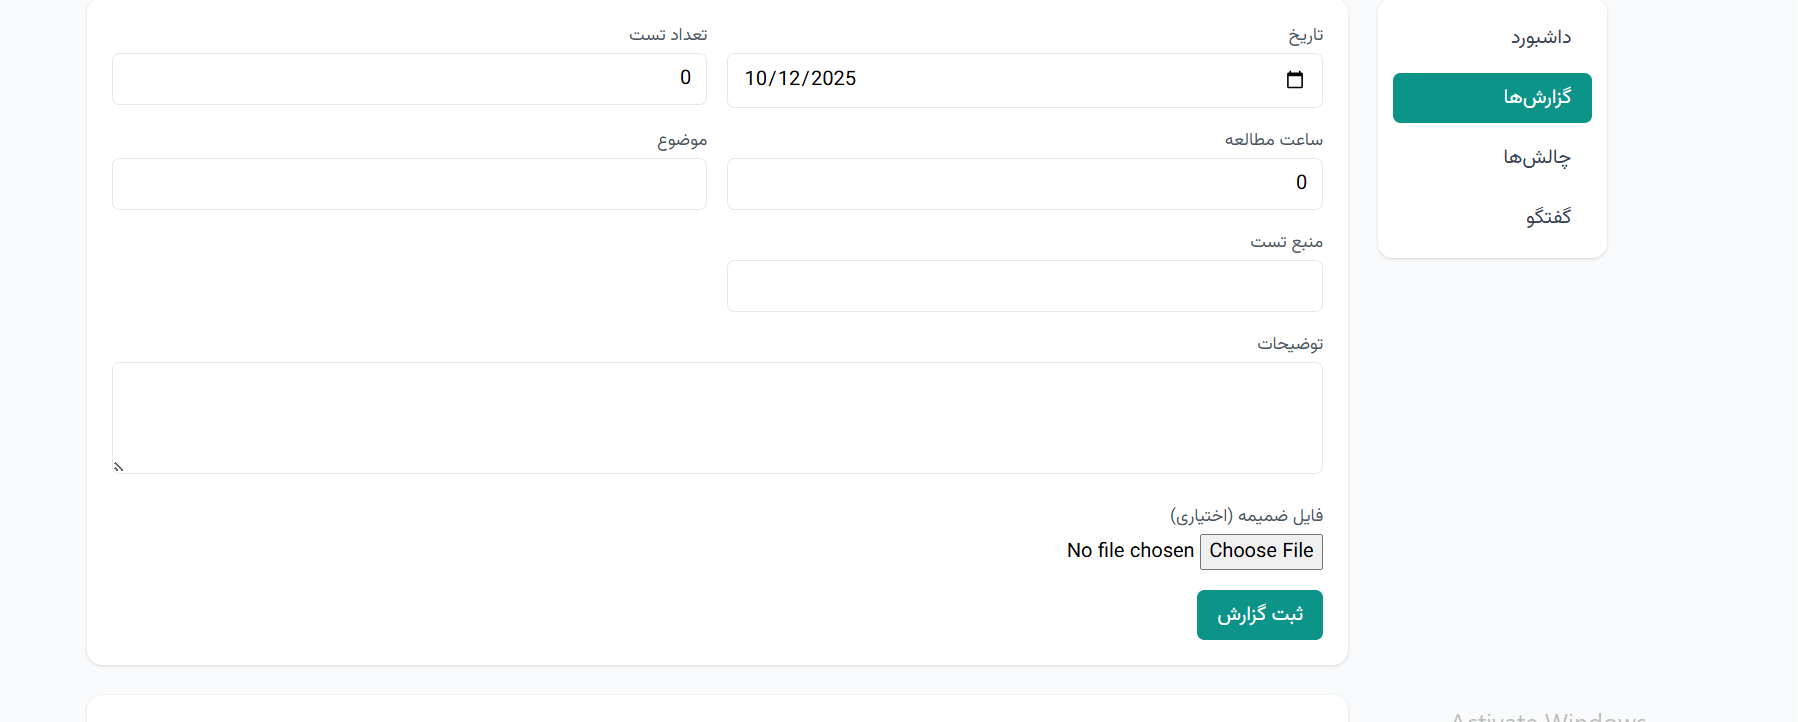 داشبورد
گزارش‌ها
چالش‌ها
گفتگو
تاریخ
10/12/2025
تعداد تست
0
ساعت مطالعه
0
موضوع
منبع تست
توضیحات
فایل ضمیمه (اختیاری)
Choose File No file chosen
ثبت گزارش
Activate Windows